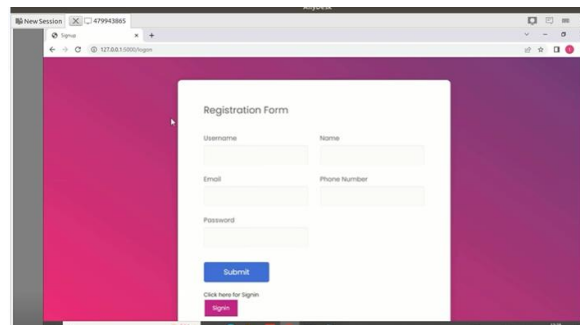 AnyDesk
New Session 479943865
Signup
127.0.0.1:5000/logon
Registration Form
Username Name
Email Phone Number
Password
Submit
Click here for Signin
Signin